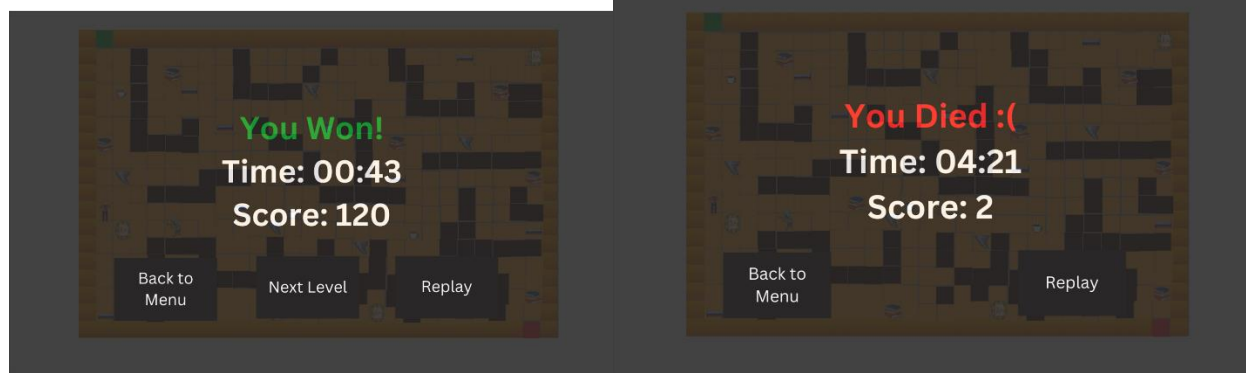 You Won!
Time: 00:43
Score: 120
Back to
Menu
Next Level
Replay
You Died :(
Time: 04:21
Score: 2
Back to
Menu
Replay